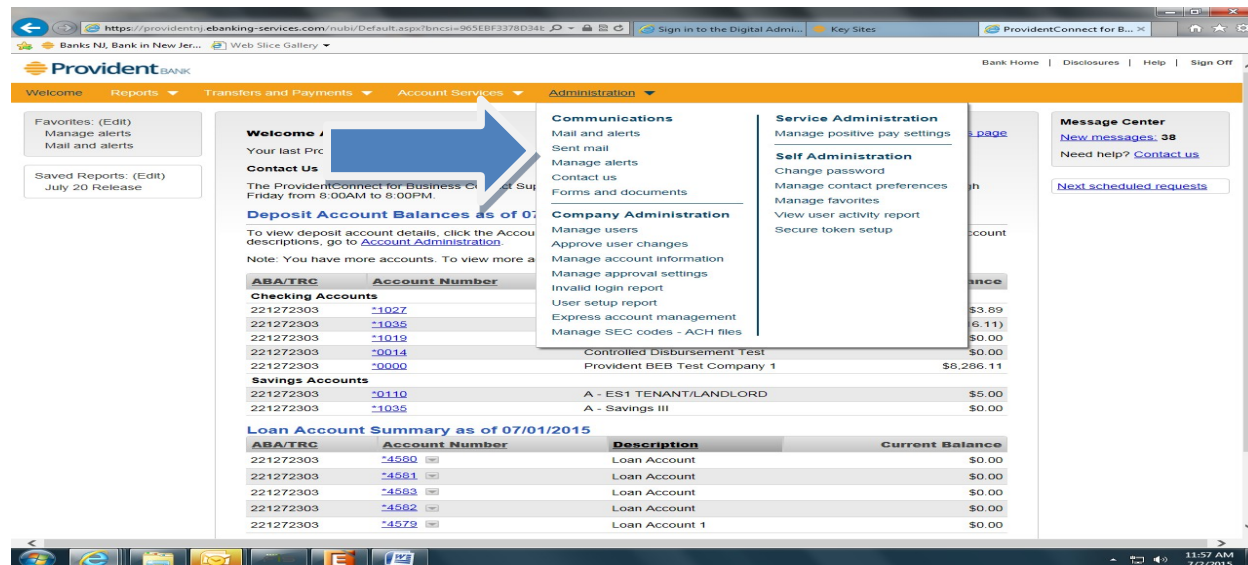 https://providentnj.ebanking-services.com/nubi/Default.aspx?bncsi=965EBF3378D34E
Sign in to the Digital Admi...
Key Sites
ProvidentConnect for B...
Banks NJ, Bank in New Jer...
Web Slice Gallery
Provident BANK
Bank Home | Disclosures | Help | Sign Off
Welcome Reports Transfers and Payments Account Services Administration
Favorites: (Edit)
Manage alerts
Mail and alerts
Saved Reports: (Edit)
July 20 Release
Welcome
page
Your last
Contact Us
The ProvidentConnect for Business
Friday from 8:00AM to 8:00PM.
Deposit Account Balances as of
To view deposit account details, click the
descriptions, go to Account Administration.
Note: You have more accounts. To view more
Communications
Mail and alerts
Sent mail
Manage alerts
Contact us
Forms and documents
Company Administration
Manage users
Approve user changes
Manage account information
Manage approval settings
Invalid login report
User setup report
Express account management
Manage SEC codes - ACH files
Service Administration
Manage positive pay settings
Self Administration
Change password
Manage contact preferences
Manage favorites
View user activity report
Secure token setup
Message Center
New messages: 38
Need help? Contact us
Next scheduled requests
ABA/TRC Account Number
Checking Accounts
221272303 *1027 $3.89
221272303 *1035 6.11)
221272303 *1019 $0.00
221272303 *0014 Controlled Disbursement Test $0.00
221272303 *0000 Provident BEB Test Company 1 $8,286.11
Savings Accounts
221272303 *0110 A - ES1 TENANT/LANDLORD $5.00
221272303 *1035 A - Savings III $0.00
Loan Account Summary as of 07/01/2015
ABA/TRC Account Number Description Current Balance
221272303 *4580 Loan Account $0.00
221272303 *4581 Loan Account $0.00
221272303 *4583 Loan Account $0.00
221272303 *4582 Loan Account $0.00
221272303 *4579 Loan Account 1 $0.00
11:57 AM
7/2/2015